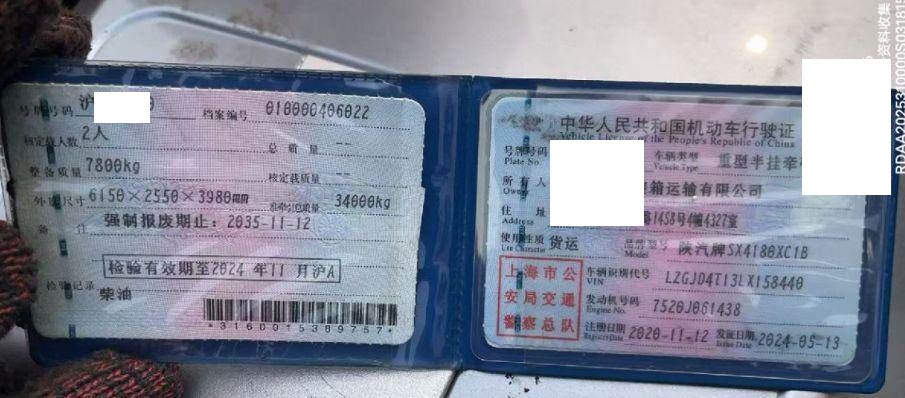 号牌号码 沪
档案编号 010000406022
核定载人数 2人
总质量 --
整备质量 7800kg
核定载质量 --
外廓尺寸 6150×2550×3980mm
准牵引总质量 34000kg
备注 强制报废期止：2035-11-12
检验有效期至2024 年11 月沪A
检验记录
柴油
*3160015389757*
中华人民共和国机动车行驶证
Vehicle License of the People's Republic of China
号牌号码
Plate No.
车辆类型 重型半挂牵
Vehicle Type
所有人
Owner
箱运输有限公司
住址
1458号4幢4327室
使用性质 货运
Use Character
品牌型号 陕汽牌SX4180XC1B
Model
上海市公
安局交通
警察总队
车辆识别代号 LZGJD4T13LX158440
VIN
发动机号码 7520J061438
Engine No.
注册日期 2020-11-12
Register Date
发证日期 2024-05-13
Issue Date
资料收集